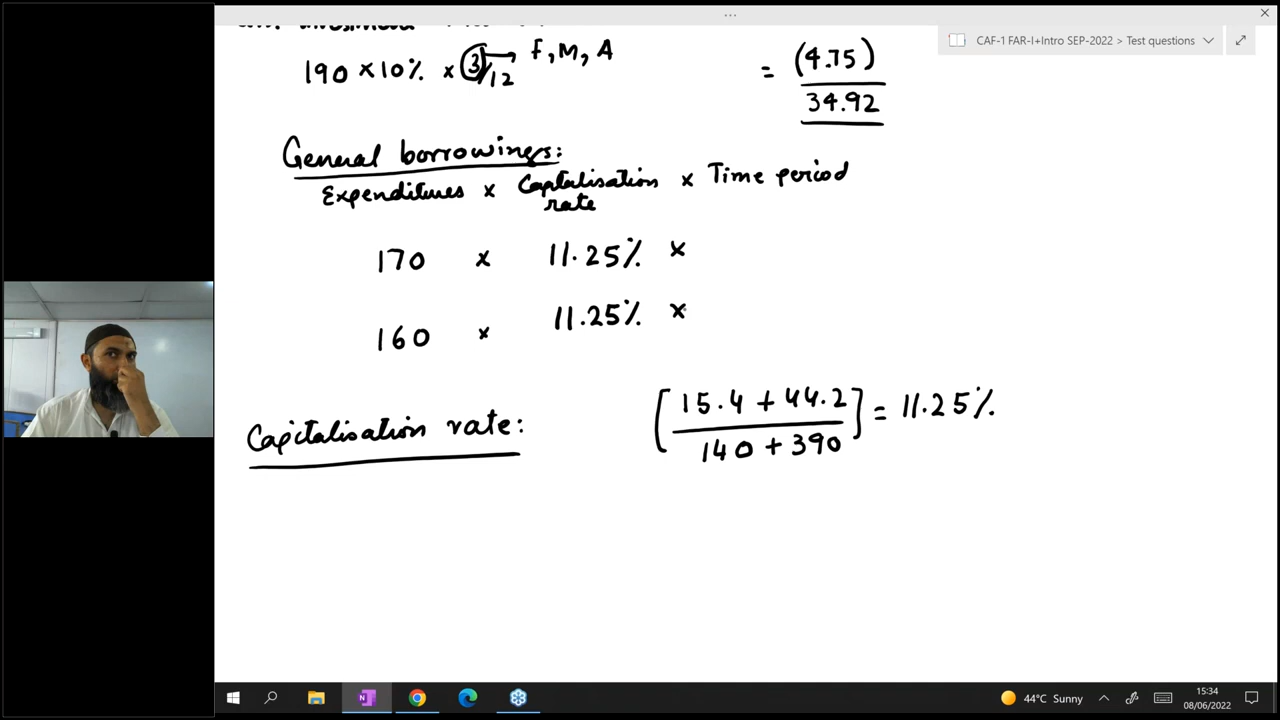 CAF-1 FAR-I+Intro SEP-2022 > Test questions
190 × 10% × 3/12 → F, M, A
= (4.75)
34.92
General borrowings:
Expenditures × Captalisation rate × Time period
170 × 11.25% ×
160 × 11.25% ×
Capitalisation rate: [15.4 + 44.2 / 140 + 390] = 11.25%
44°C Sunny
15:34
08/06/2022